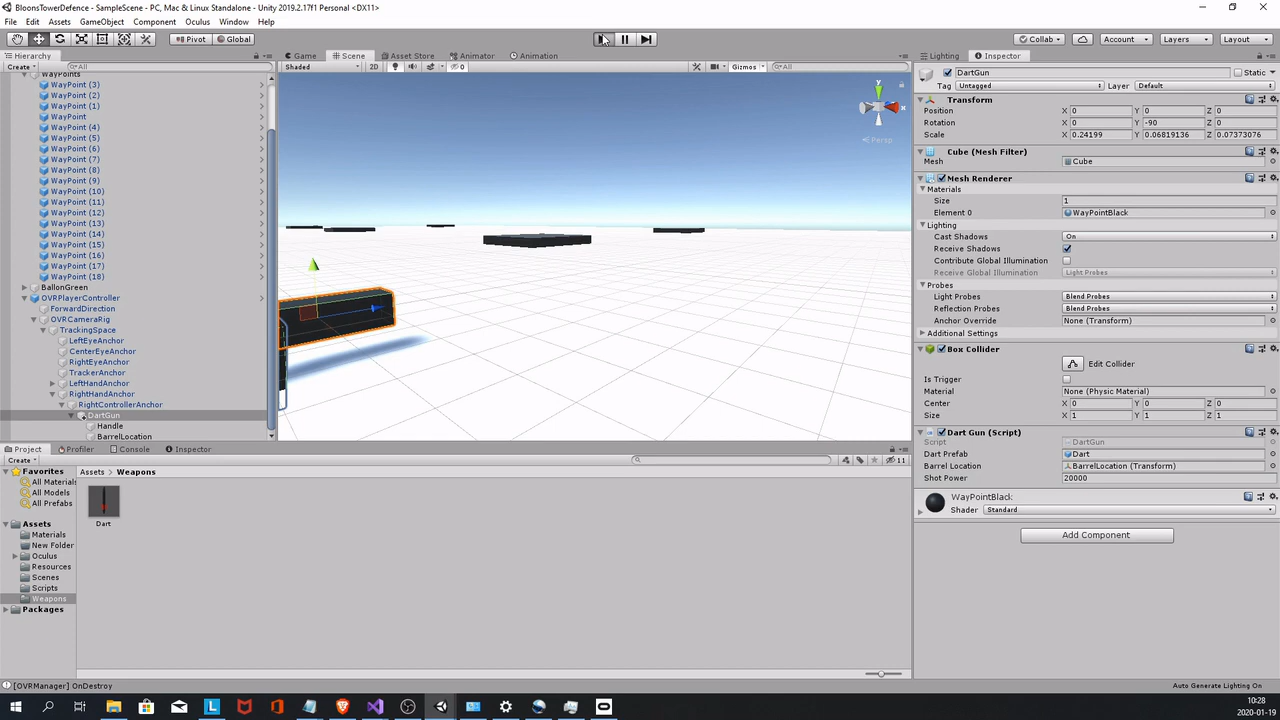 BloonsTowerDefence - SampleScene - PC, Mac & Linux Standalone - Unity 2019.2.17f1 Personal <DX11>
File Edit Assets GameObject Component Oculus Window Help
Pivot Global Collab Account Layers Layout
Hierarchy Game Scene Asset Store Animator Animation Lighting Inspector
Create All Shaded 2D 0 Gizmos All
DartGun Static
Tag Untagged Layer Default
WayPoints
WayPoint (3)
WayPoint (2)
WayPoint (1)
WayPoint
WayPoint (4)
WayPoint (5)
WayPoint (6)
WayPoint (7)
WayPoint (8)
WayPoint (9)
WayPoint (10)
WayPoint (11)
WayPoint (12)
WayPoint (13)
WayPoint (14)
WayPoint (15)
WayPoint (16)
WayPoint (17)
WayPoint (18)
BallonGreen
OVRPlayerController
ForwardDirection
OVRCameraRig
TrackingSpace
LeftEyeAnchor
CenterEyeAnchor
RightEyeAnchor
TrackerAnchor
LeftHandAnchor
RightHandAnchor
RightControllerAnchor
DartGun
Handle
BarrelLocation
y
x
Persp
Transform
Position X 0 Y 0 Z 0
Rotation X 0 Y -90 Z 0
Scale X 0.24199 Y 0.06819136 Z 0.07373076
Cube (Mesh Filter)
Mesh Cube
Mesh Renderer
Materials
Size 1
Element 0 WayPointBlack
Lighting
Cast Shadows On
Receive Shadows
Contribute Global Illumination
Receive Global Illumination Light Probes
Probes
Light Probes Blend Probes
Reflection Probes Blend Probes
Anchor Override None (Transform)
Additional Settings
Box Collider
Edit Collider
Is Trigger
Material None (Physic Material)
Center X 0 Y 0 Z 0
Size X 1 Y 1 Z 1
Dart Gun (Script)
Script DartGun
Dart Prefab Dart
Barrel Location BarrelLocation (Transform)
Shot Power 20000
WayPointBlack
Shader Standard
Add Component
Project Profiler Console Inspector
Create 11
Favorites
All Materials
All Models
All Prefabs
Assets
Materials
New Folder
Oculus
Resources
Scenes
Scripts
Weapons
Packages
Assets > Weapons
Dart
[OVRManager] OnDestroy
Auto Generate Lighting On
L
10:28
2020-01-19